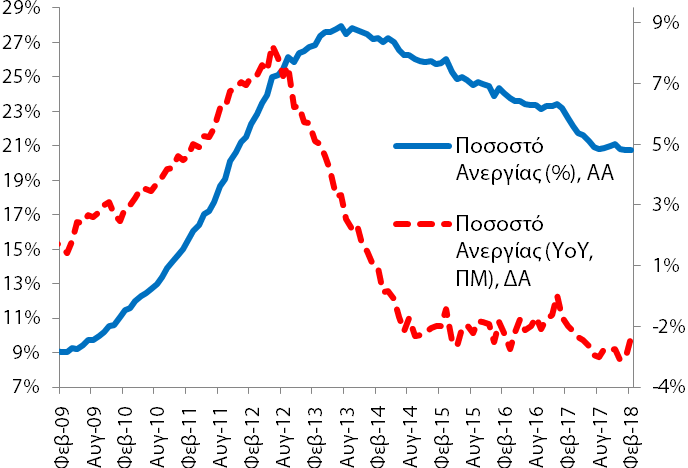 29%
27%
25%
23%
21%
19%
17%
15%
13%
11%
9%
7%
9%
7%
5%
3%
1%
-2%
-4%
Ποσοστό
Ανεργίας (%), ΑΑ
Ποσοστό
Ανεργίας (YoY,
ΠΜ), ΔΑ
Φεβ-09
Αυγ-09
Φεβ-10
Αυγ-10
Φεβ-11
Αυγ-11
Φεβ-12
Αυγ-12
Φεβ-13
Αυγ-13
Φεβ-14
Αυγ-14
Φεβ-15
Αυγ-15
Φεβ-16
Αυγ-16
Φεβ-17
Αυγ-17
Φεβ-18